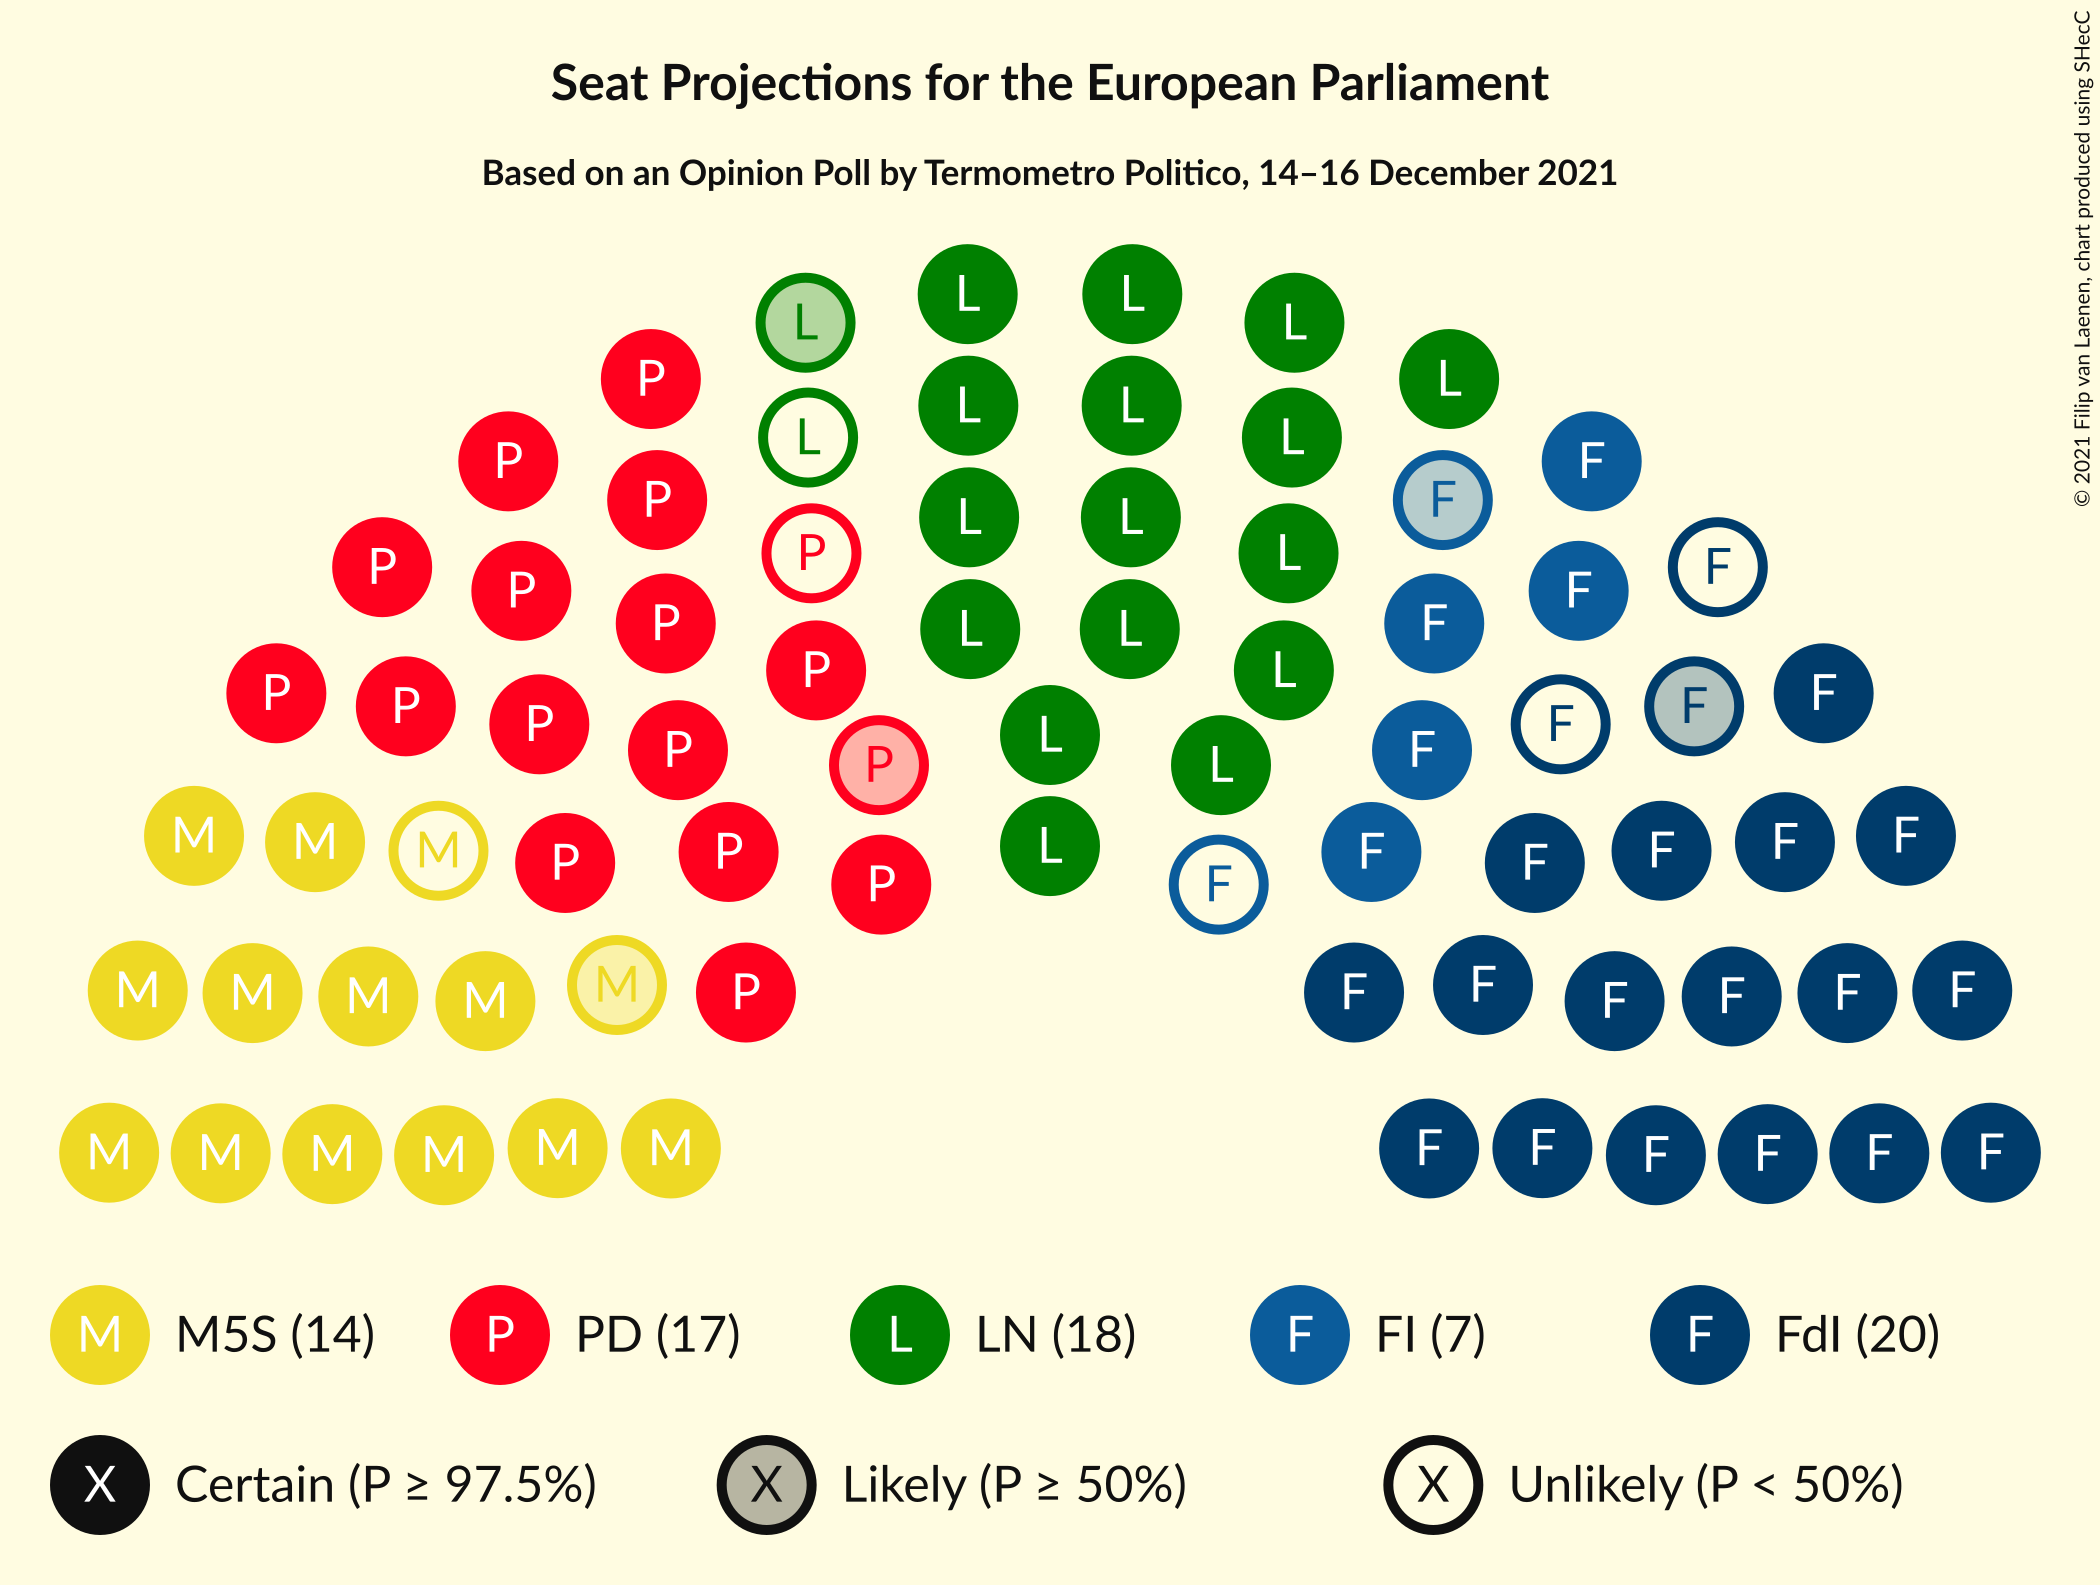 Seat Projections for the European Parliament
Based on an Opinion Poll by Termometro Politico, 14–16 December 2021
© 2021 Filip van Laenen, chart produced using SHecC
L L L L
P L L
P L L L F
P P F
P L L L
P L L P F F
P P F F
P L L
P P L F F
P P F F
P P L L F
M M M P P L F F F F F
P F
M M M M M P F F F F F F
M M M M M M F F F F F F
M M5S (14) P PD (17) L LN (18) F FI (7) F FdI (20)
X Certain (P ≥ 97.5%) X Likely (P ≥ 50%) X Unlikely (P < 50%)